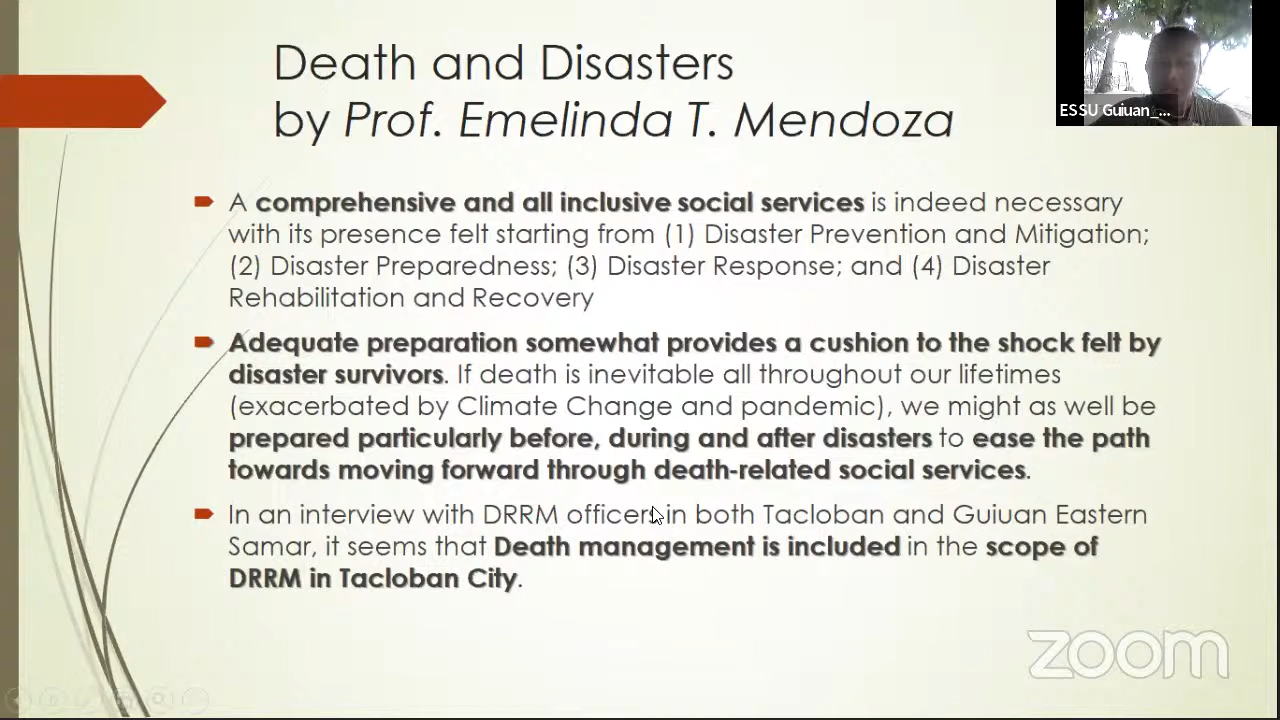 Death and Disasters
by Prof. Emelinda T. Mendoza
ESSU Guiuan_...
A comprehensive and all inclusive social services is indeed necessary
with its presence felt starting from (1) Disaster Prevention and Mitigation;
(2) Disaster Preparedness; (3) Disaster Response; and (4) Disaster
Rehabilitation and Recovery
Adequate preparation somewhat provides a cushion to the shock felt by
disaster survivors. If death is inevitable all throughout our lifetimes
(exacerbated by Climate Change and pandemic), we might as well be
prepared particularly before, during and after disasters to ease the path
towards moving forward through death-related social services.
In an interview with DRRM officers in both Tacloban and Guiuan Eastern
Samar, it seems that Death management is included in the scope of
DRRM in Tacloban City.
zoom